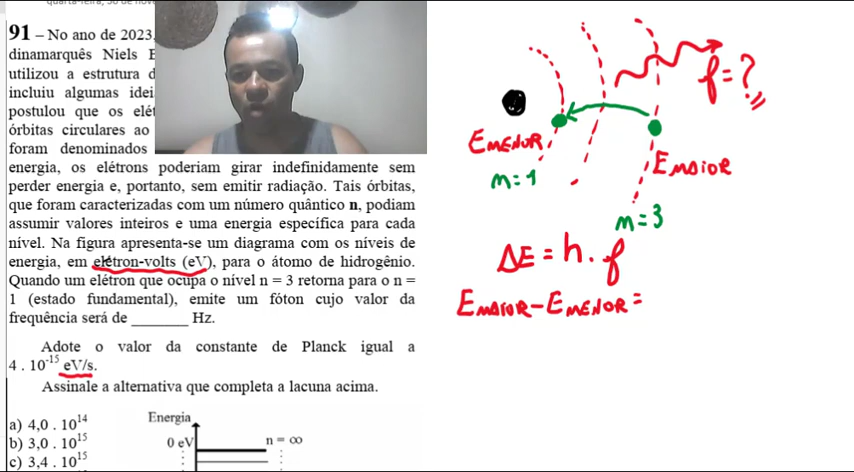 91 – No ano de 2023,
dinamarquês Niels
utilizou a estrutura d
incluiu algumas idei
postulou que os elét
órbitas circulares ao
foram denominados
energia, os elétrons poderiam girar indefinidamente sem
perder energia e, portanto, sem emitir radiação. Tais órbitas,
que foram caracterizadas com um número quântico n, podiam
assumir valores inteiros e uma energia específica para cada
nível. Na figura apresenta-se um diagrama com os níveis de
energia, em elétron-volts (eV), para o átomo de hidrogênio.
Quando um elétron que ocupa o nível n = 3 retorna para o n =
1 (estado fundamental), emite um fóton cujo valor da
frequência será de ________ Hz.
Adote o valor da constante de Planck igual a
4 . 10⁻¹⁵ eV/s.
Assinale a alternativa que completa a lacuna acima.
a) 4,0 . 10¹⁴
b) 3,0 . 10¹⁵
c) 3,4 . 10¹⁵
Energia
0 eV
n = ∞
f = ?
EMENOR
EMAIOR
n = 1
n = 3
ΔE = h . f
EMAIOR - EMENOR =